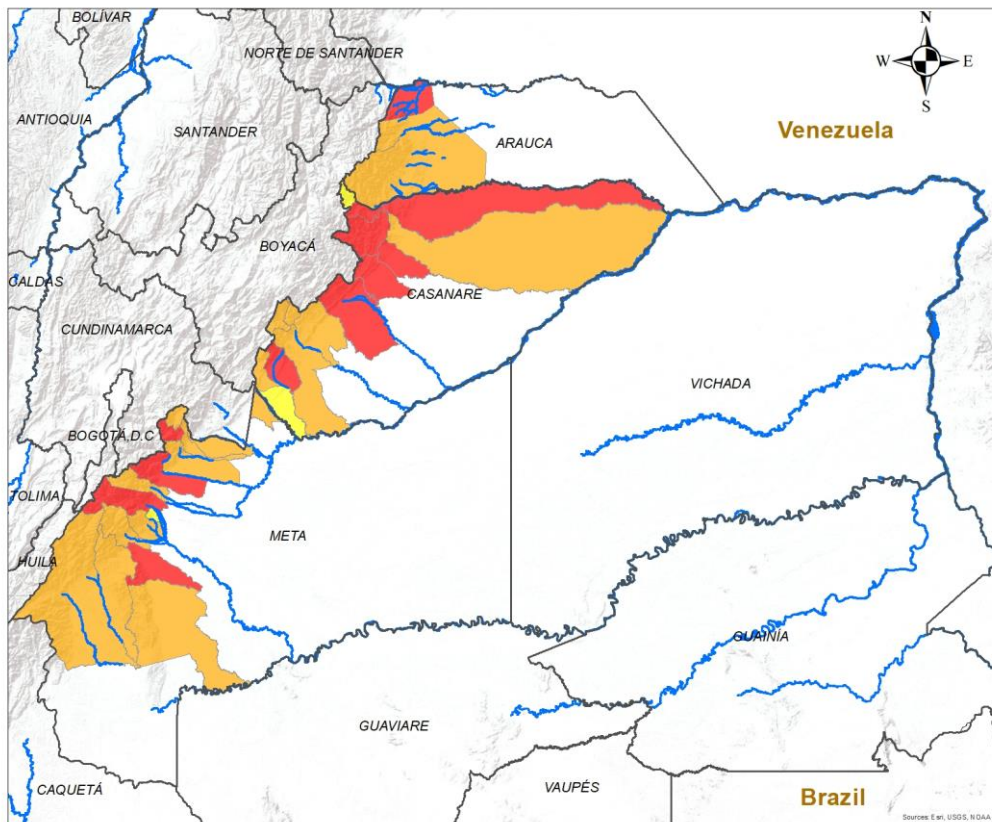 BOLÍVAR
NORTE DE SANTANDER
N
W
E
S
ANTIOQUIA
SANTANDER
Venezuela
ARAUCA
BOYACÁ
CALDAS
CASANARE
CUNDINAMARCA
VICHADA
BOGOTÁ D.C
TOLIMA
META
HUILA
GUAINÍA
GUAVIARE
CAQUETÁ
VAUPÉS
Brazil
Sources: Esri, USGS, NOAA